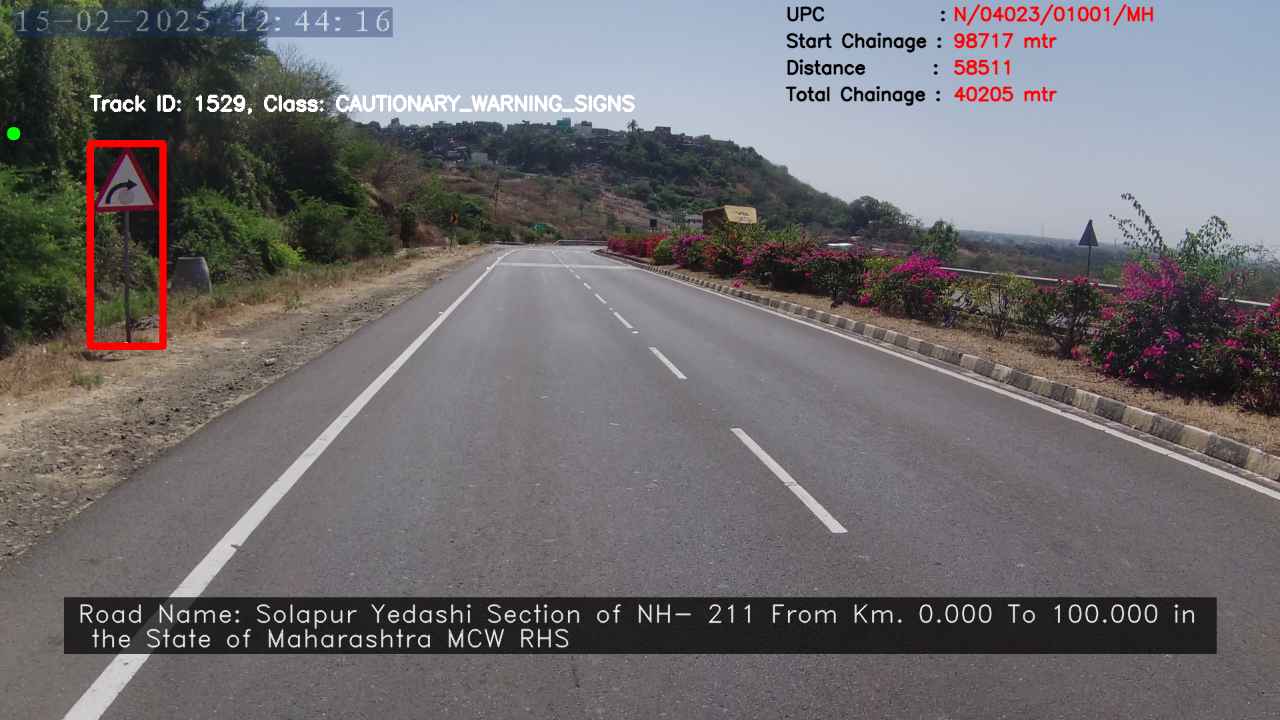 15-02-2025 12:44:16
UPC : N/04023/01001/MH
Start Chainage : 98717 mtr
Distance : 58511
Total Chainage : 40205 mtr
Track ID: 1529, Class: CAUTIONARY_WARNING_SIGNS
Road Name: Solapur Yedashi Section of NH- 211 From Km. 0.000 To 100.000 in
the State of Maharashtra MCW RHS